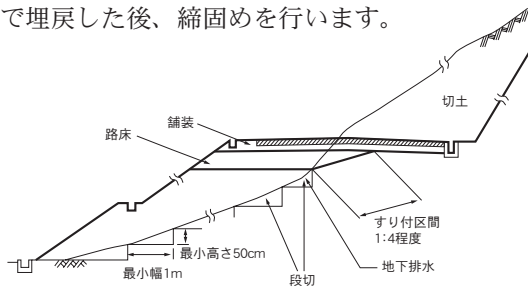 で埋戻した後、締固めを行います。
切土
舗装
路床
すり付区間
1:4程度
最小高さ50cm
地下排水
最小幅1m
段切